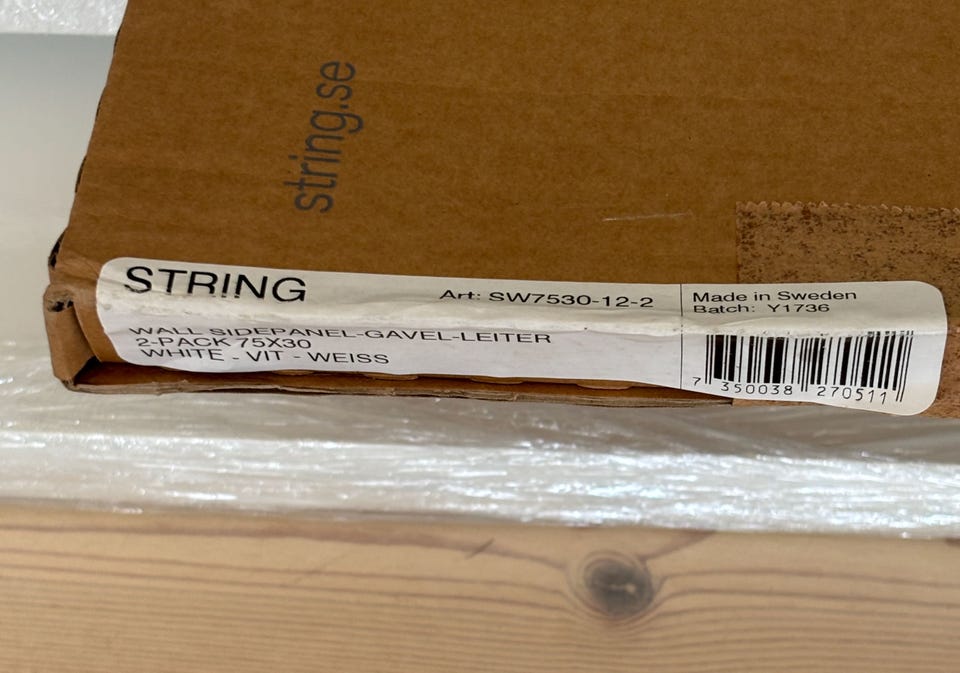 string.se
STRING
Art: SW7530-12-2
WALL SIDEPANEL-GAVEL-LEITER
2-PACK 75X30
WHITE - VIT - WEISS
Made in Sweden
Batch: Y1736
7 350038 270511